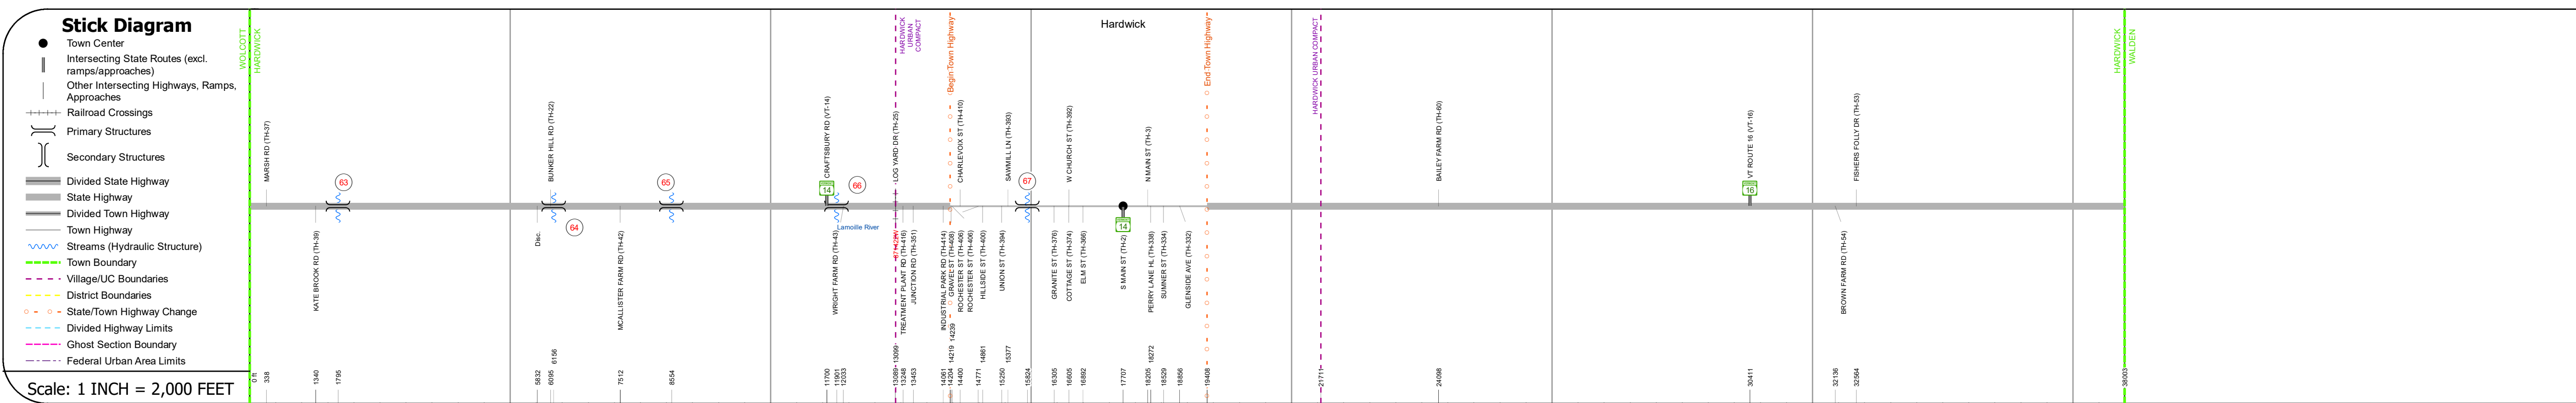 Stick Diagram
Town Center
Intersecting State Routes (excl.
ramps/approaches)
Other Intersecting Highways, Ramps,
Approaches
Railroad Crossings
Primary Structures
Secondary Structures
Divided State Highway
State Highway
Divided Town Highway
Town Highway
Streams (Hydraulic Structure)
Town Boundary
Village/UC Boundaries
District Boundaries
State/Town Highway Change
Divided Highway Limits
Ghost Section Boundary
Federal Urban Area Limits
Scale: 1 INCH = 2,000 FEET
WOLCOTT
HARDWICK
HARDWICK
URBAN
COMPACT
Begin Town Highway
Hardwick
End Town Highway
HARDWICK URBAN COMPACT
HARDWICK
WALDEN
MARSH RD (TH-37)
BUNKER HILL RD (TH-22)
CRAFTSBURY RD (VT-14)
LOG YARD DR (TH-25)
CHARLEVOIX ST (TH-410)
SAWMILL LN (TH-393)
W CHURCH ST (TH-392)
N MAIN ST (TH-3)
BAILEY FARM RD (TH-60)
VT ROUTE 16 (VT-16)
FISHERS FOLLY DR (TH-53)
63
65
14
66
67
16
64
14
Lamoille River
KATE BROOK RD (TH-39)
Disc.
MCALLISTER FARM RD (TH-42)
WRIGHT FARM RD (TH-43)
TREATMENT PLANT RD (TH-416)
JUNCTION RD (TH-351)
INDUSTRIAL PARK RD (TH-414)
GRAVEL ST (TH-408)
ROCHESTER ST (TH-406)
ROCHESTER ST (TH-406)
HILLSIDE ST (TH-400)
UNION ST (TH-394)
GRANITE ST (TH-376)
COTTAGE ST (TH-374)
ELM ST (TH-366)
S MAIN ST (TH-2)
PERRY LANE HL (TH-338)
SUMNER ST (TH-334)
GLENSIDE AVE (TH-332)
BROWN FARM RD (TH-54)
0 ft
338
1340
1795
5832
6095
6156
7512
8554
11700
11901
12033
13089
13099
13248
13453
14061
14204
14219
14239
14400
14771
14861
15250
15377
15824
16305
16605
16892
17707
18205
18272
18529
18856
19408
21711
24098
30411
32136
32564
38003